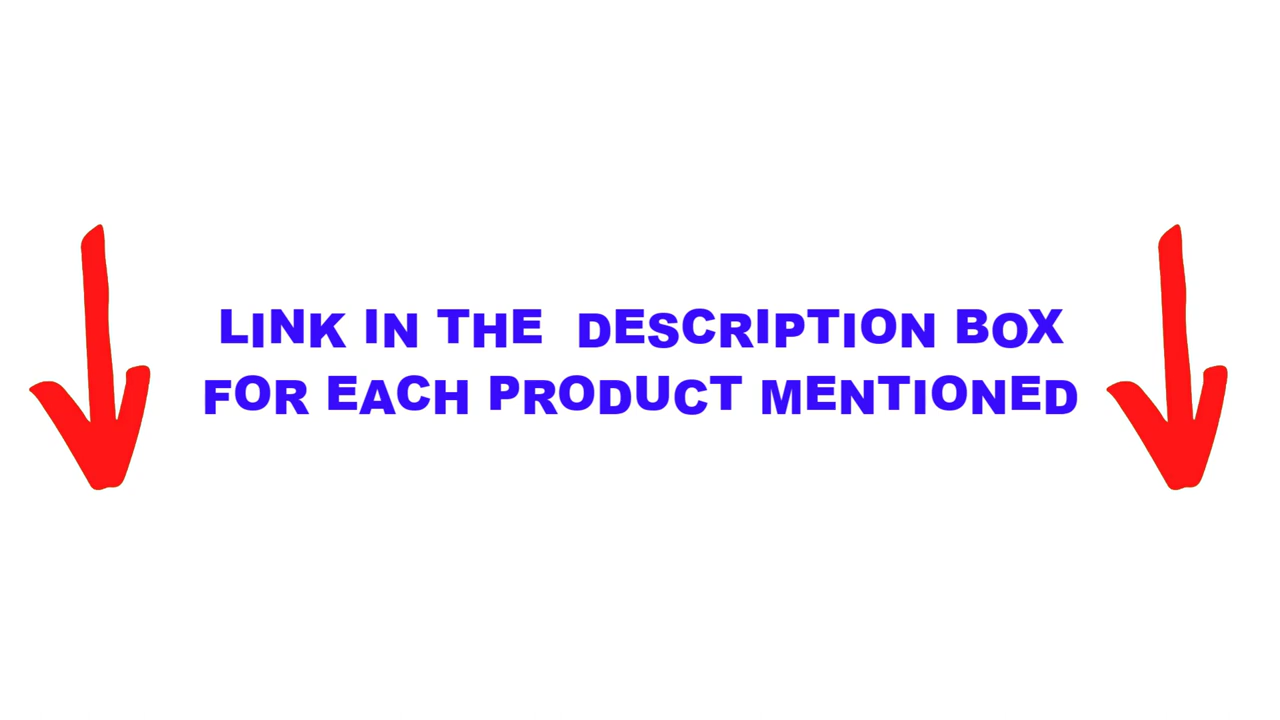 LINK IN THE DESCRIPTION BOX
FOR EACH PRODUCT MENTIONED